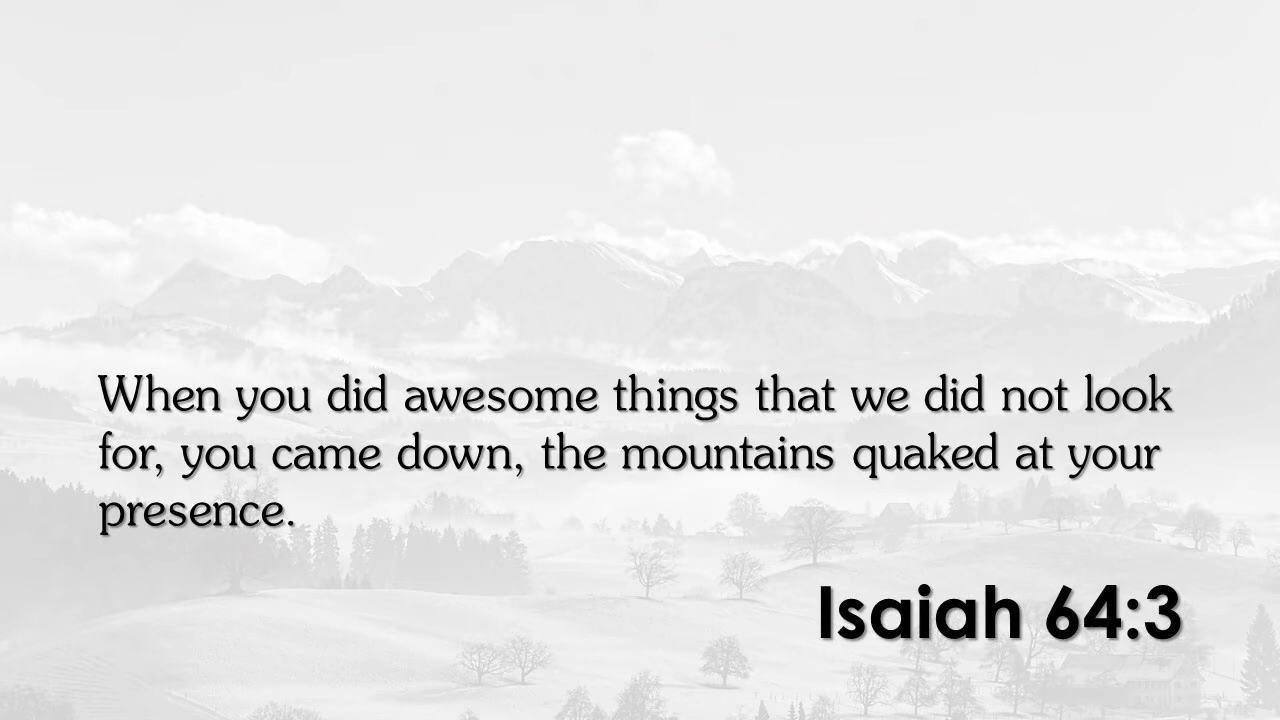 When you did awesome things that we did not look
for, you came down, the mountains quaked at your
presence.
Isaiah 64:3